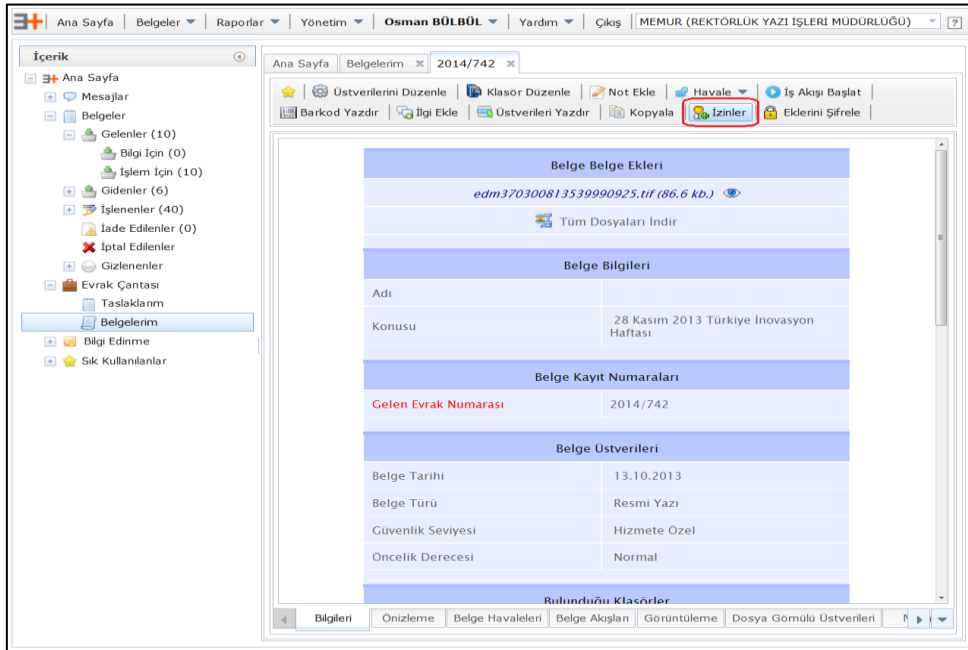 Ana Sayfa Belgeler Raporlar Yönetim Osman BÜLBÜL Yardım Çıkış MEMUR (REKTÖRLÜK YAZI İŞLERİ MÜDÜRLÜĞÜ) ?
İçerik
Ana Sayfa
Mesajlar
Belgeler
Gelenler (10)
Bilgi İçin (0)
İşlem İçin (10)
Gidenler (6)
İşlenenler (40)
İade Edilenler (0)
İptal Edilenler
Gizlenenler
Evrak Çantası
Taslaklarım
Belgelerim
Bilgi Edinme
Sık Kullanılanlar
Ana Sayfa Belgelerim x 2014/742 x
Üstverilerini Düzenle Klasör Düzenle Not Ekle Havale İş Akışı Başlat
Barkod Yazdır İlgi Ekle Üstverileri Yazdır Kopyala İzinler Eklerini Şifrele
Belge Belge Ekleri
edm370300813539990925.tif (86.6 kb.)
Tüm Dosyaları İndir
Belge Bilgileri
Adı
Konusu 28 Kasım 2013 Türkiye İnovasyon
Haftası
Belge Kayıt Numaraları
Gelen Evrak Numarası 2014/742
Belge Üstverileri
Belge Tarihi 13.10.2013
Belge Türü Resmi Yazı
Güvenlik Seviyesi Hizmete Özel
Öncelik Derecesi Normal
Bulunduğu Klasörler
Bilgileri Önizleme Belge Havaleleri Belge Akışları Görüntüleme Dosya Gömülü Üstverileri